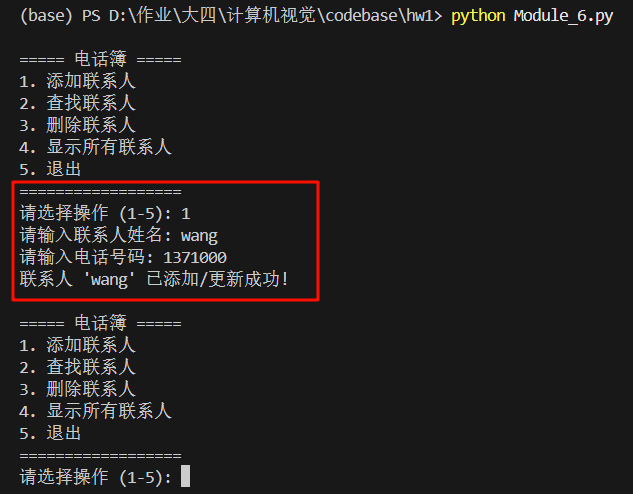 (base) PS D:\作业\大四\计算机视觉\codebase\hw1> python Module_6.py
===== 电话簿 =====
1. 添加联系人
2. 查找联系人
3. 删除联系人
4. 显示所有联系人
5. 退出
==================
请选择操作 (1-5): 1
请输入联系人姓名: wang
请输入电话号码: 1371000
联系人 'wang' 已添加/更新成功!
===== 电话簿 =====
1. 添加联系人
2. 查找联系人
3. 删除联系人
4. 显示所有联系人
5. 退出
==================
请选择操作 (1-5):